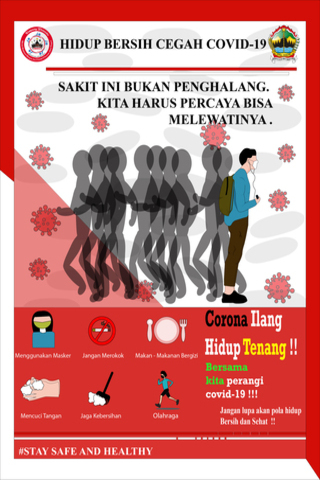 HIDUP BERSIH CEGAH COVID-19
SAKIT INI BUKAN PENGHALANG.
KITA HARUS PERCAYA BISA
MELEWATINYA .
Corona Ilang
Hidup Tenang !!
Bersama
kita perangi
covid-19 !!!
Jangan lupa akan pola hidup
Bersih dan Sehat !!
Menggunakan Masker
Jangan Merokok
Makan - Makanan Bergizi
Mencuci Tangan
Jaga Kebersihan
Olahraga
#STAY SAFE AND HEALTHY